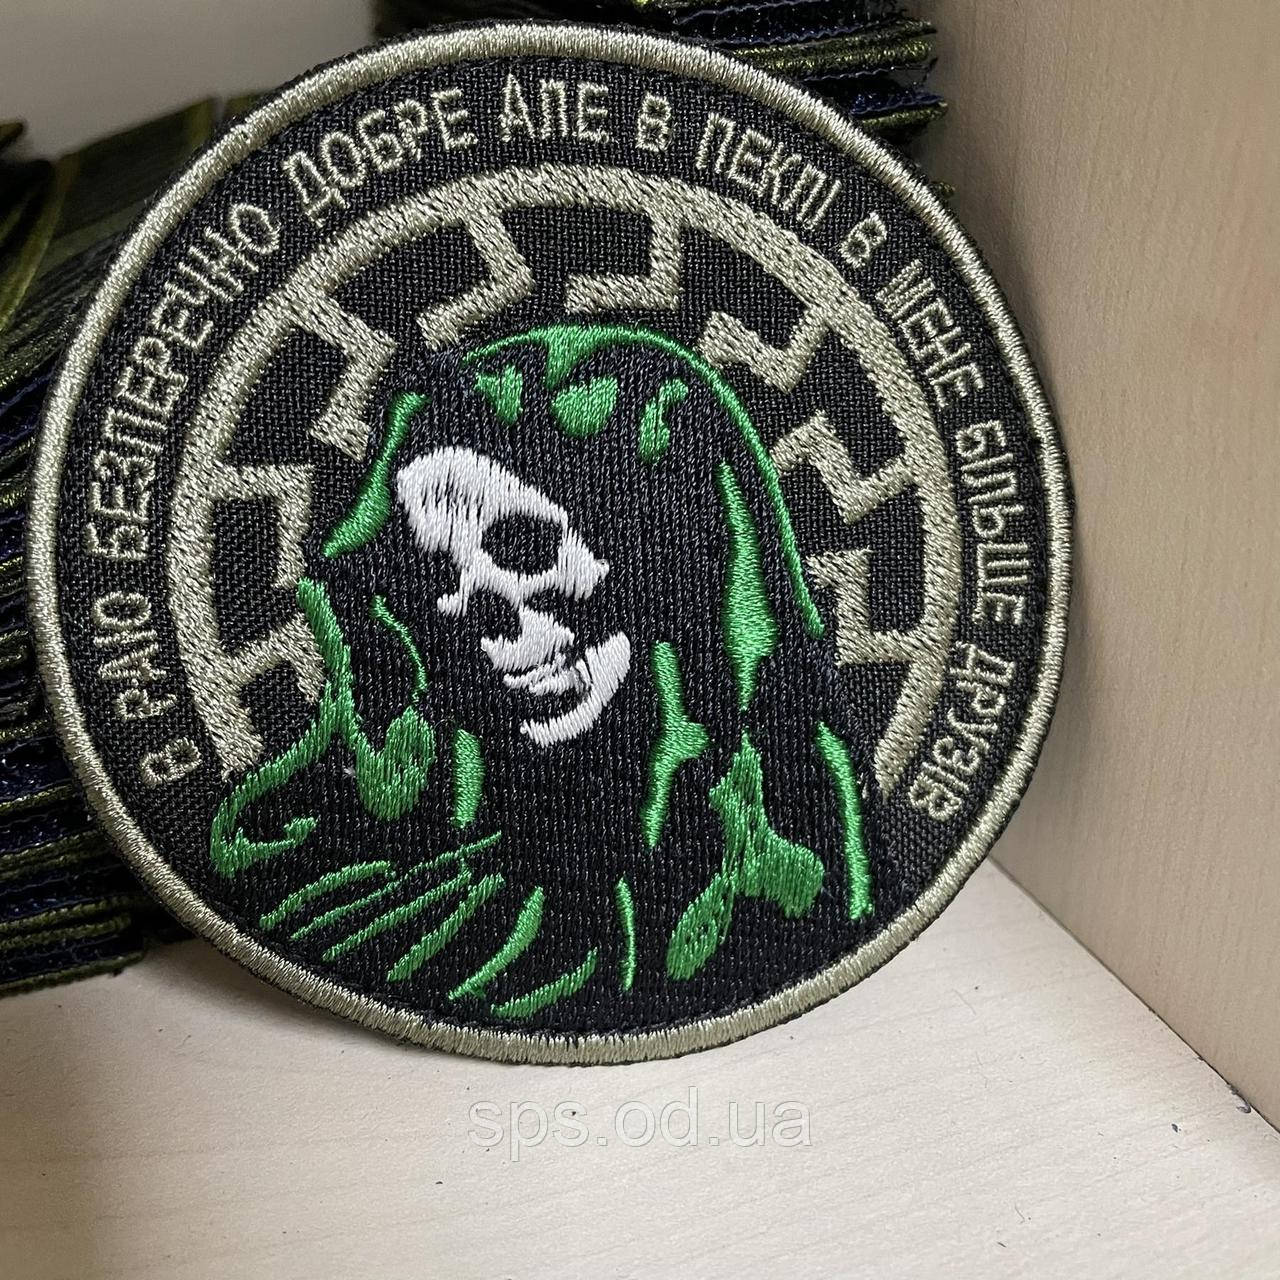 В РАЮ БЕЗПЕРЕЧНО ДОБРЕ АЛЕ В ПЕКЛІ В МЕНЕ БІЛЬШЕ ДРУЗІВ
sps.od.ua